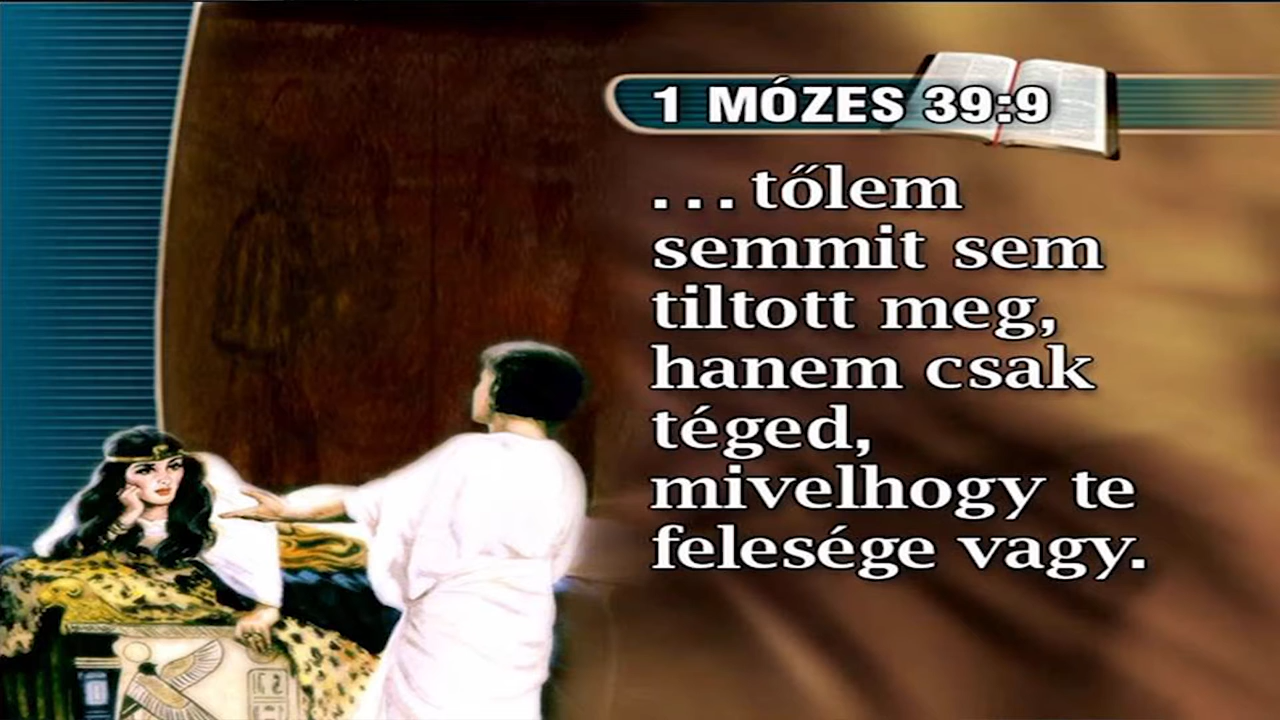 1 MÓZES 39:9
...tőlem
semmit sem
tiltott meg,
hanem csak
téged,
mivelhogy te
felesége vagy.